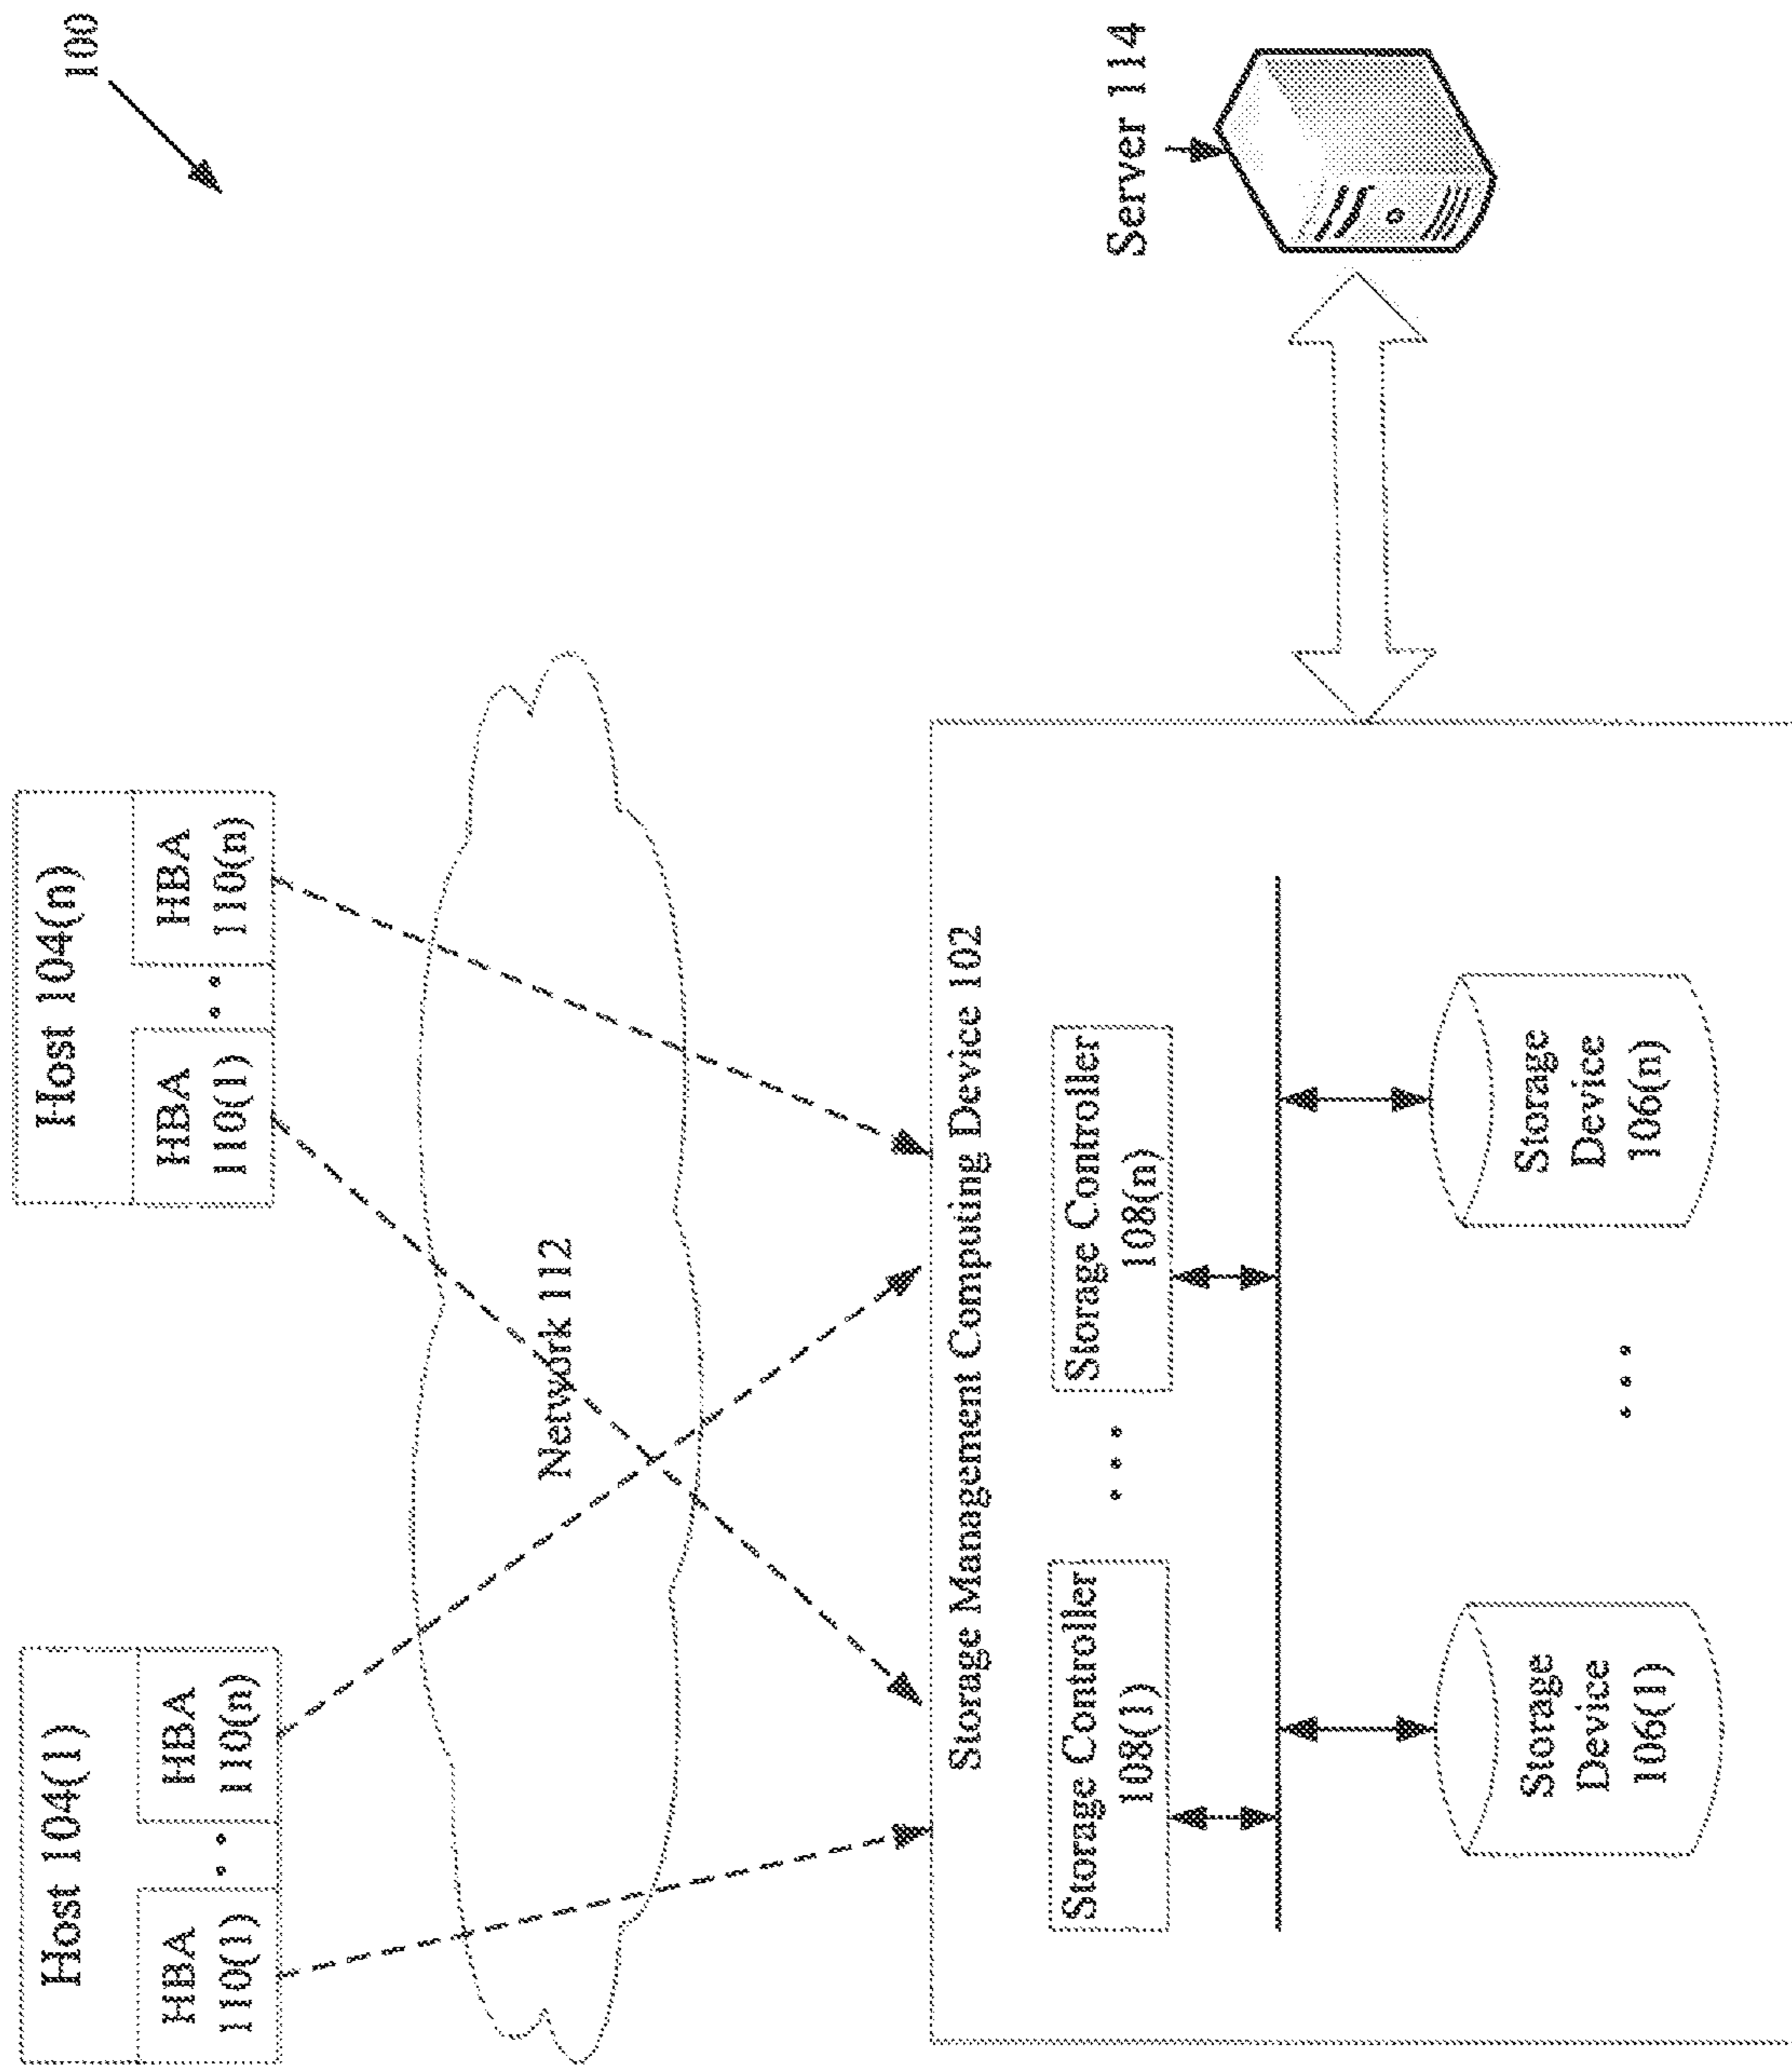 100
Host 104(1)
HBA
110(1)
HBA
110(n)
Host 104(n)
HBA
110(1)
HBA
110(n)
Network 112
Storage Management Computing Device 102
Storage Controller
108(1)
Storage Controller
108(n)
Storage
Device
106(1)
Storage
Device
106(n)
Server 114